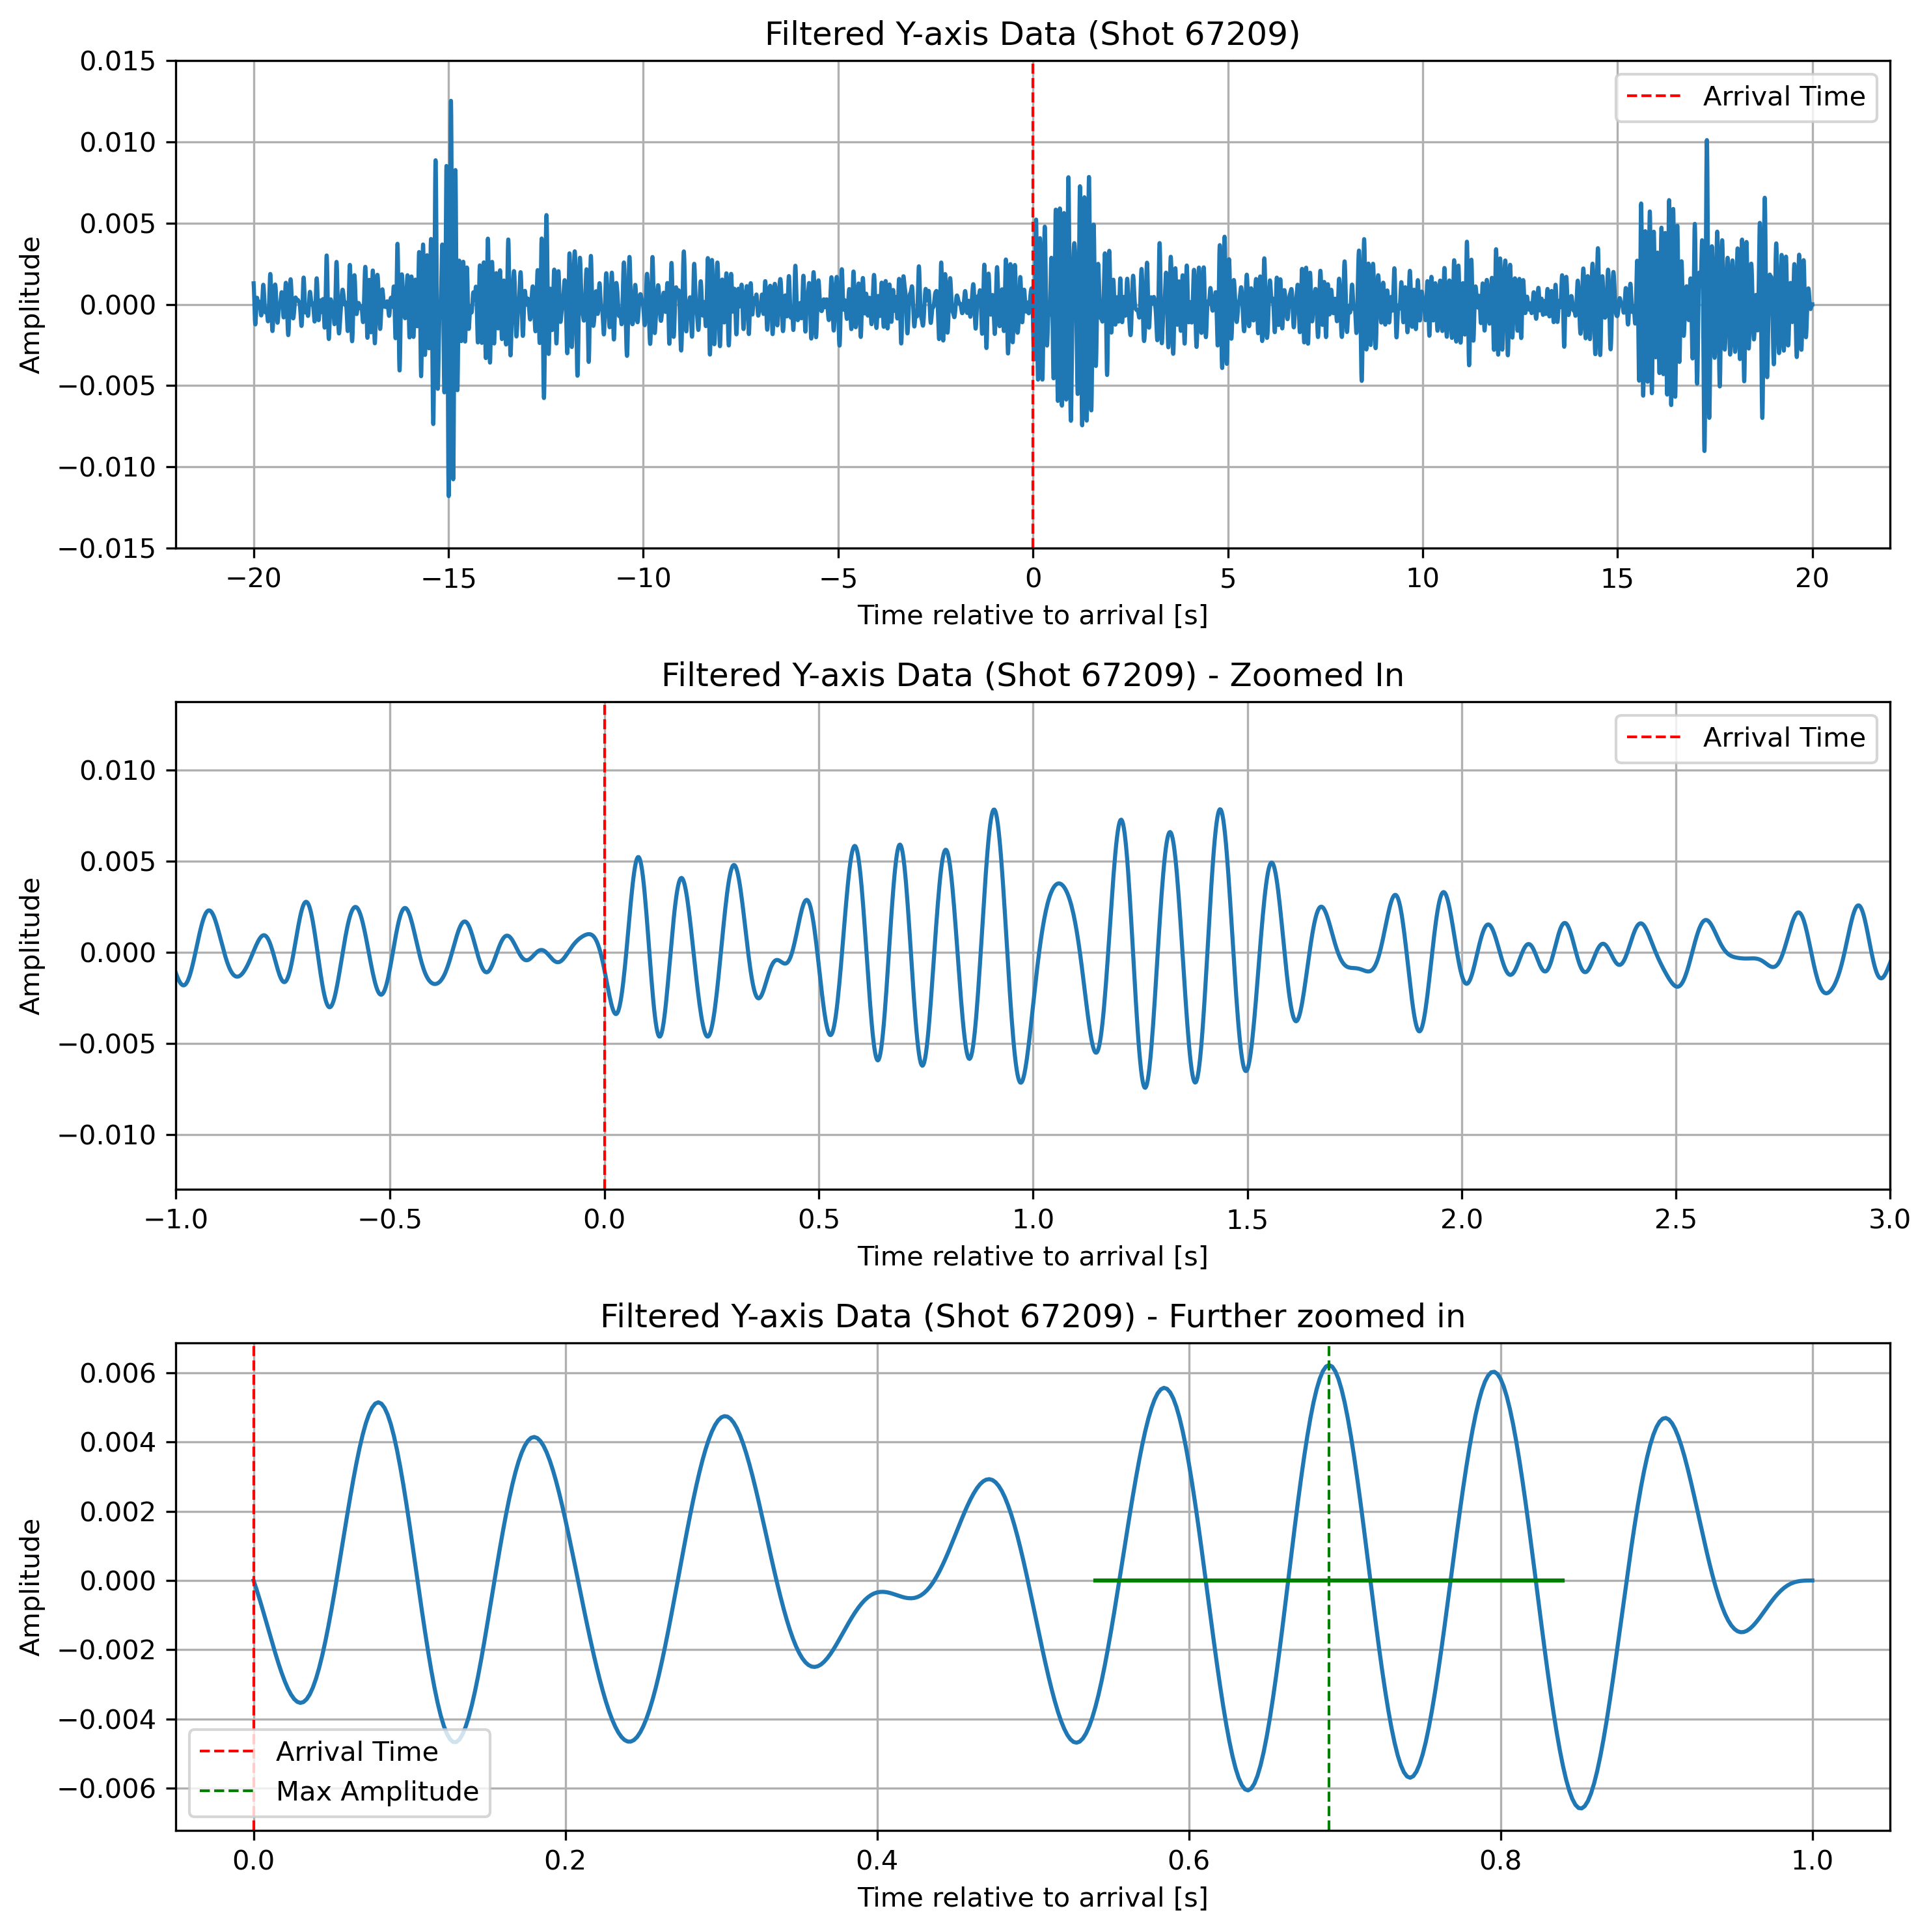 Filtered Y-axis Data (Shot 67209)
Amplitude
0.015
0.010
0.005
0.000
−0.005
−0.010
−0.015
Arrival Time
−20 −15 −10 −5 0 5 10 15 20
Time relative to arrival [s]
Filtered Y-axis Data (Shot 67209) - Zoomed In
Amplitude
0.010
0.005
0.000
−0.005
−0.010
Arrival Time
−1.0 −0.5 0.0 0.5 1.0 1.5 2.0 2.5 3.0
Time relative to arrival [s]
Filtered Y-axis Data (Shot 67209) - Further zoomed in
Amplitude
0.006
0.004
0.002
0.000
−0.002
−0.004
−0.006
Arrival Time
Max Amplitude
0.0 0.2 0.4 0.6 0.8 1.0
Time relative to arrival [s]